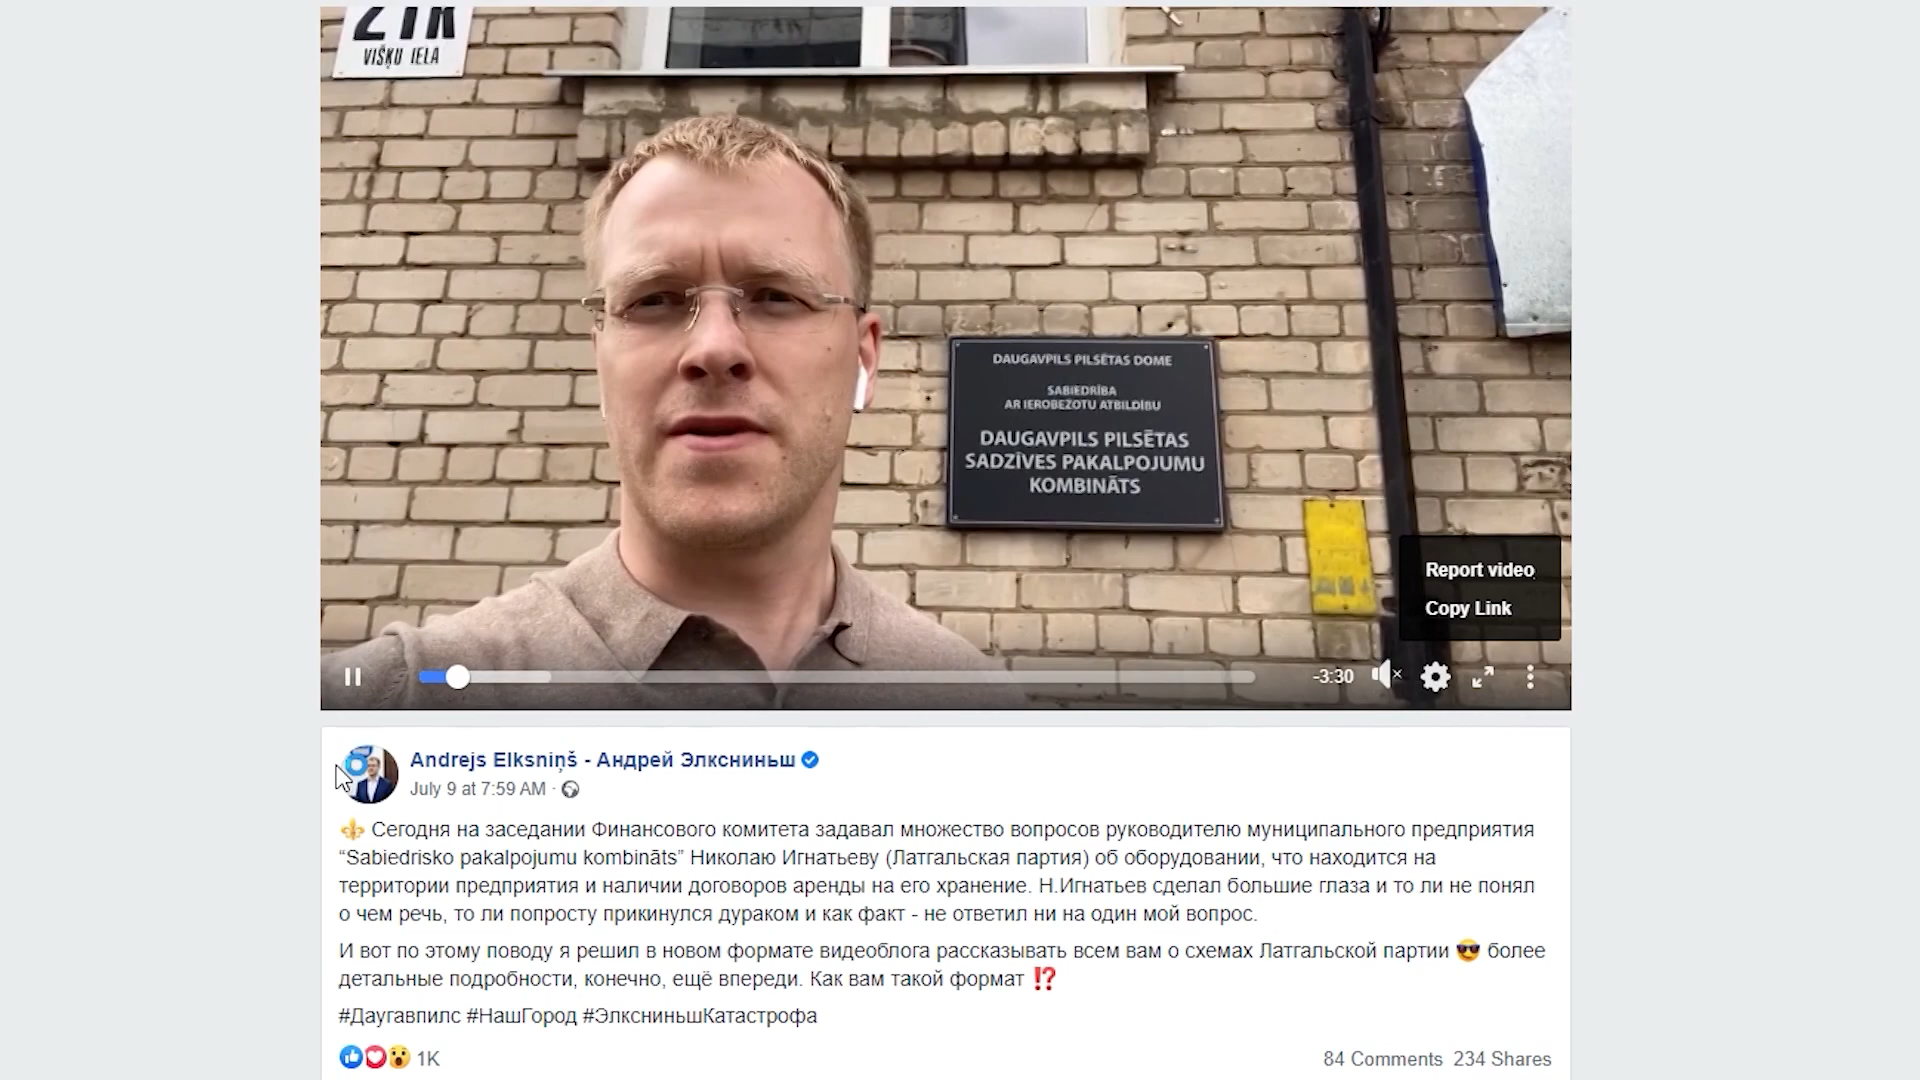 21K
VIŠĶU IELA
DAUGAVPILS PILSĒTAS DOME
SABIEDRĪBA
AR IEROBEŽOTU ATBILDĪBU
DAUGAVPILS PILSĒTAS
SADZĪVES PAKALPOJUMU
KOMBINĀTS
Report video
Copy Link
-3:30
Andrejs Elksniņš - Андрей Элксниньш
July 9 at 7:59 AM ·
Сегодня на заседании Финансового комитета задавал множество вопросов руководителю муниципального предприятия
“Sabiedrisko pakalpojumu kombināts” Николаю Игнатьеву (Латгальская партия) об оборудовании, что находится на
территории предприятия и наличии договоров аренды на его хранение. Н.Игнатьев сделал большие глаза и то ли не понял
о чем речь, то ли попросту прикинулся дураком и как факт - не ответил ни на один мой вопрос.
И вот по этому поводу я решил в новом формате видеоблога рассказывать всем вам о схемах Латгальской партии 😎 более
детальные подробности, конечно, ещё впереди. Как вам такой формат ⁉️
#Даугавпилс #НашГород #ЭлксниньшКатастрофа
1K
84 Comments 234 Shares